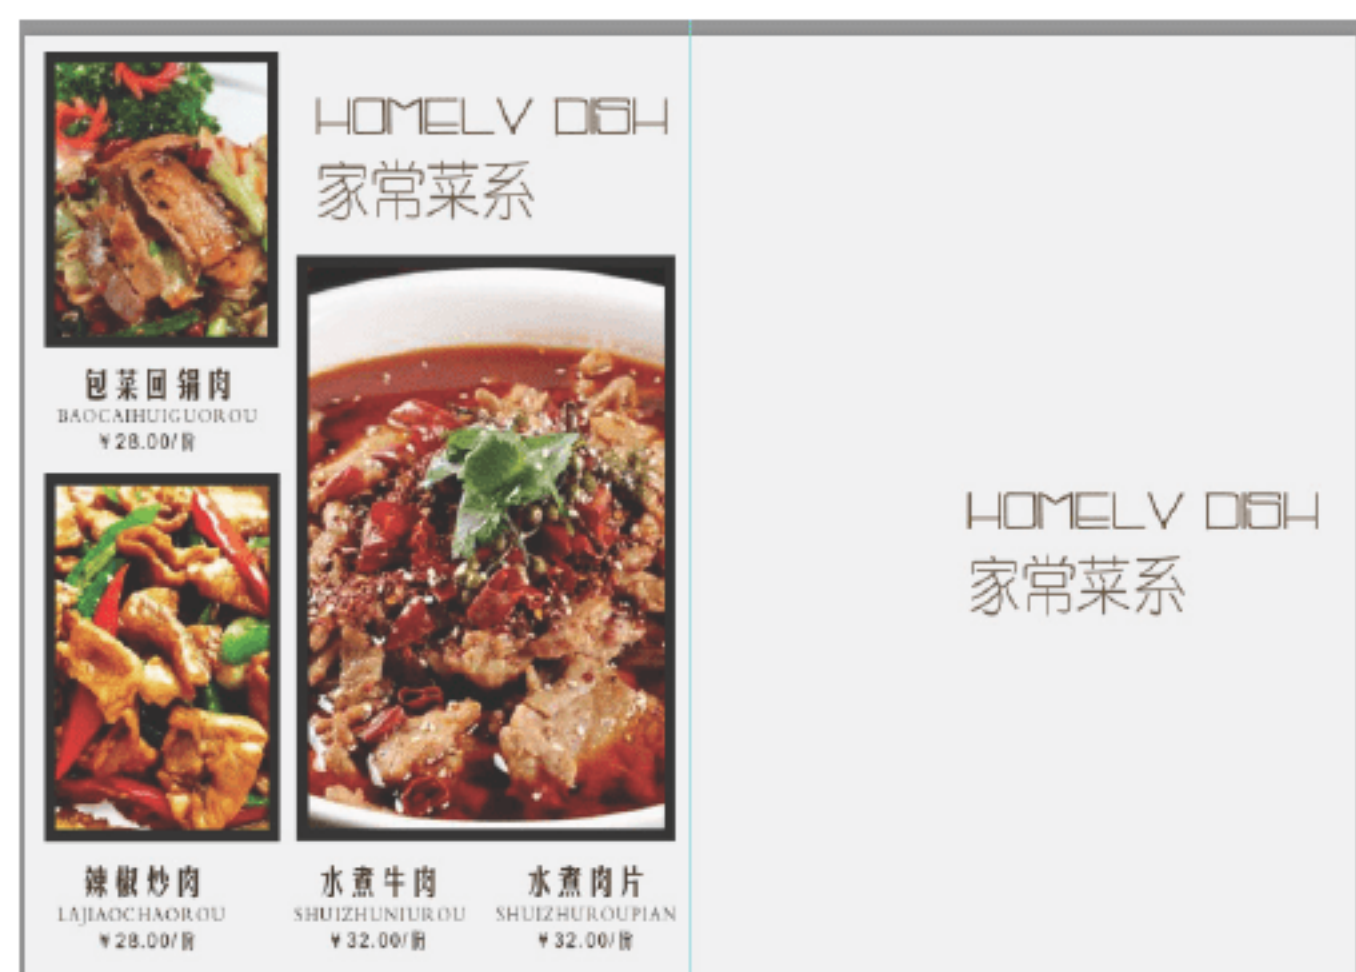 HOMELV DISH
家常菜系
包菜回锅肉
BAOCAIHUIGUOROU
¥28.00/份
辣椒炒肉
LAJIAOCHAOROU
¥28.00/份
水煮牛肉
SHUIZHUNIUROU
¥32.00/份
水煮肉片
SHUIZHUROUPIAN
¥32.00/份
HOMELV DISH
家常菜系